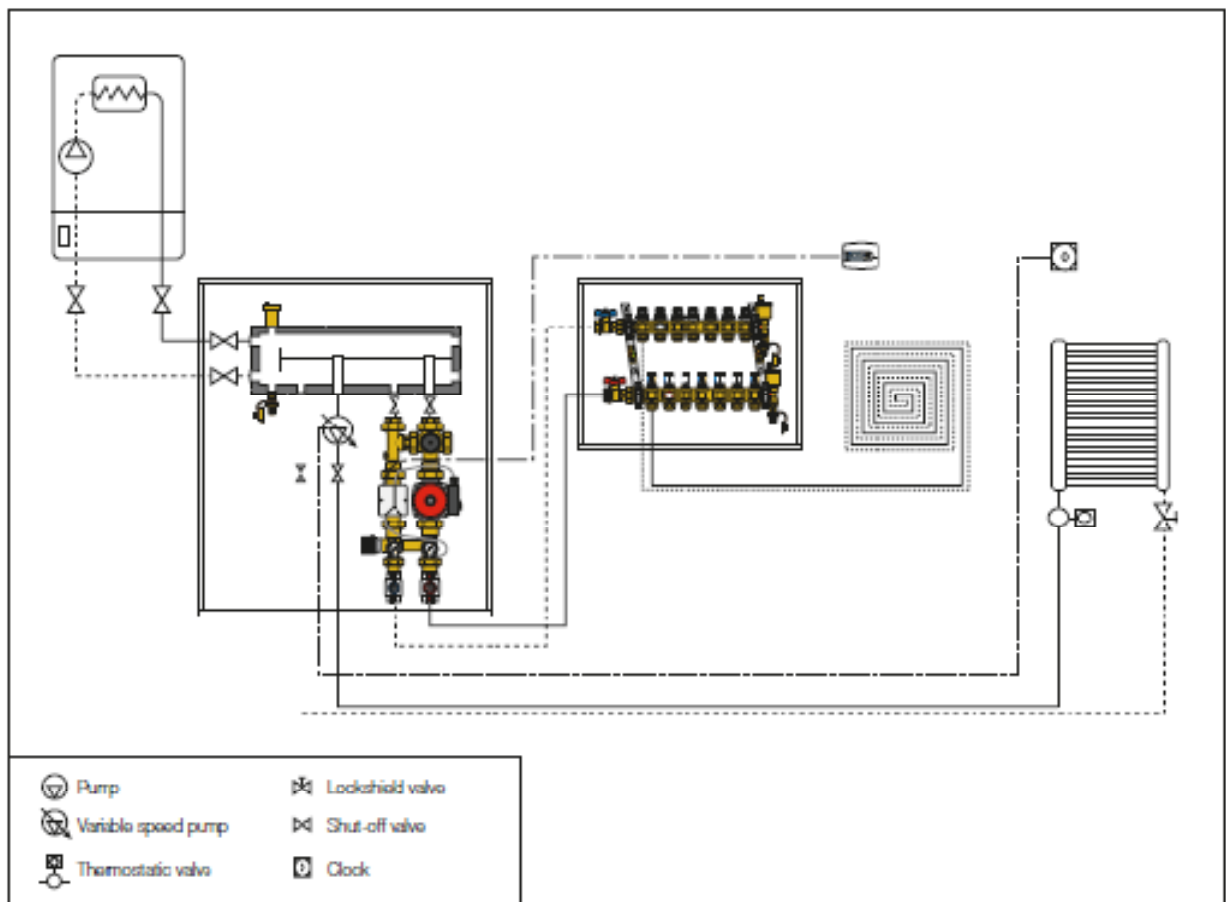 Pump
Lockshield valve
Variable speed pump
Shut-off valve
Thermostatic valve
Clock